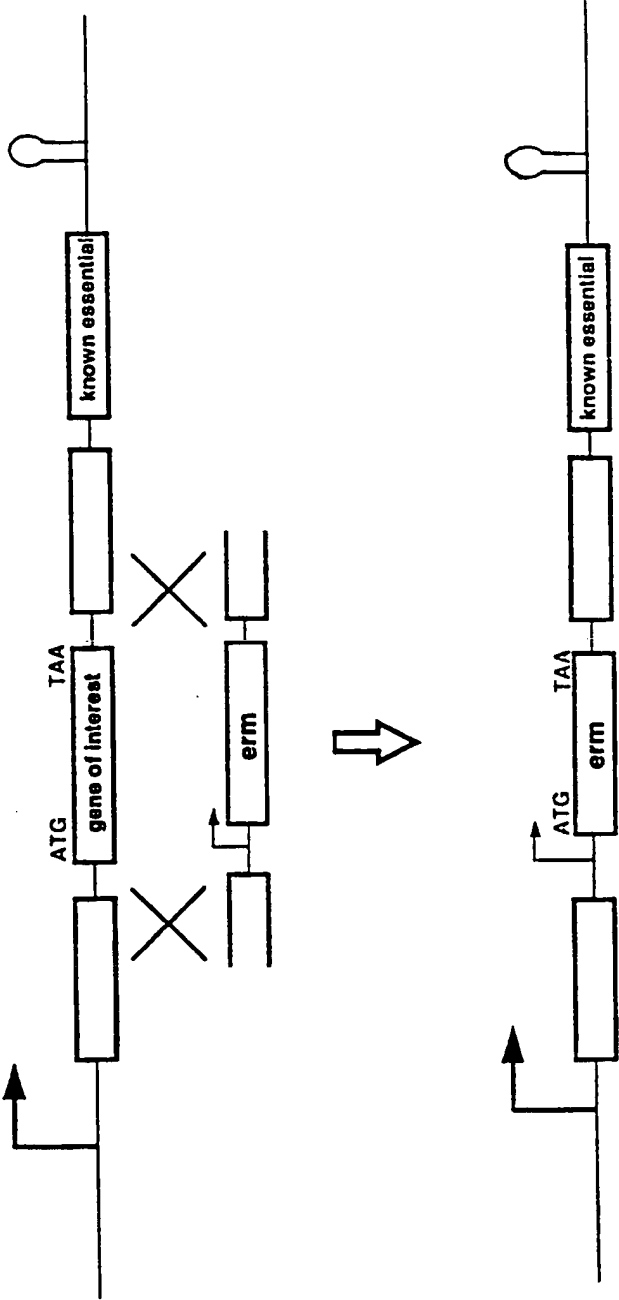 ATG
TAA
gene of interest
known essential
erm
ATG
TAA
erm
known essential